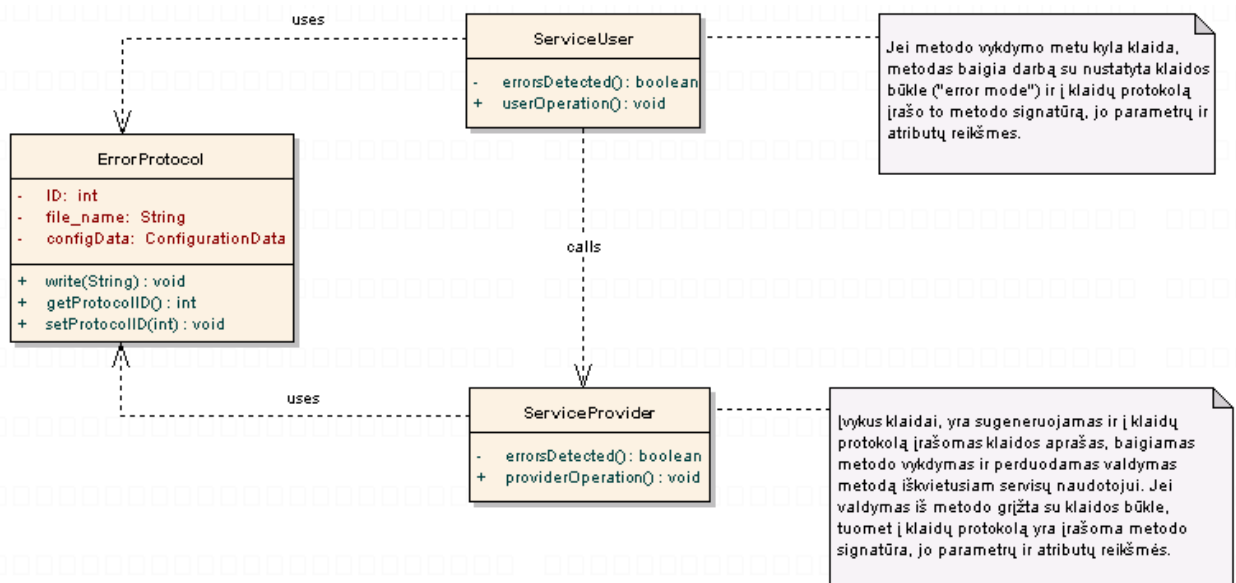 uses
ServiceUser
- errorsDetected(): boolean
+ userOperation(): void
Jei metodo vykdymo metu kyla klaida,
metodas baigia darbą su nustatyta klaidos
būkle ("error mode") ir į klaidų protokolą
įrašo to metodo signatūrą, jo parametrų ir
atributų reikšmes.
ErrorProtocol
- ID: int
- file_name: String
- configData: ConfigurationData
+ write(String) : void
+ getProtocolID() : int
+ setProtocolID(int) : void
calls
uses
ServiceProvider
- errorsDetected() : boolean
+ providerOperation() : void
Įvykus klaidai, yra sugeneruojamas ir į klaidų
protokolą įrašomas klaidos aprašas, baigiamas
metodo vykdymas ir perduodamas valdymas
metodą iškvietusiam servisų naudotojui. Jei
valdymas iš metodo grįžta su klaidos būkle,
tuomet į klaidų protokolą yra įrašoma metodo
signatūra, jo parametrų ir atributų reikšmės.